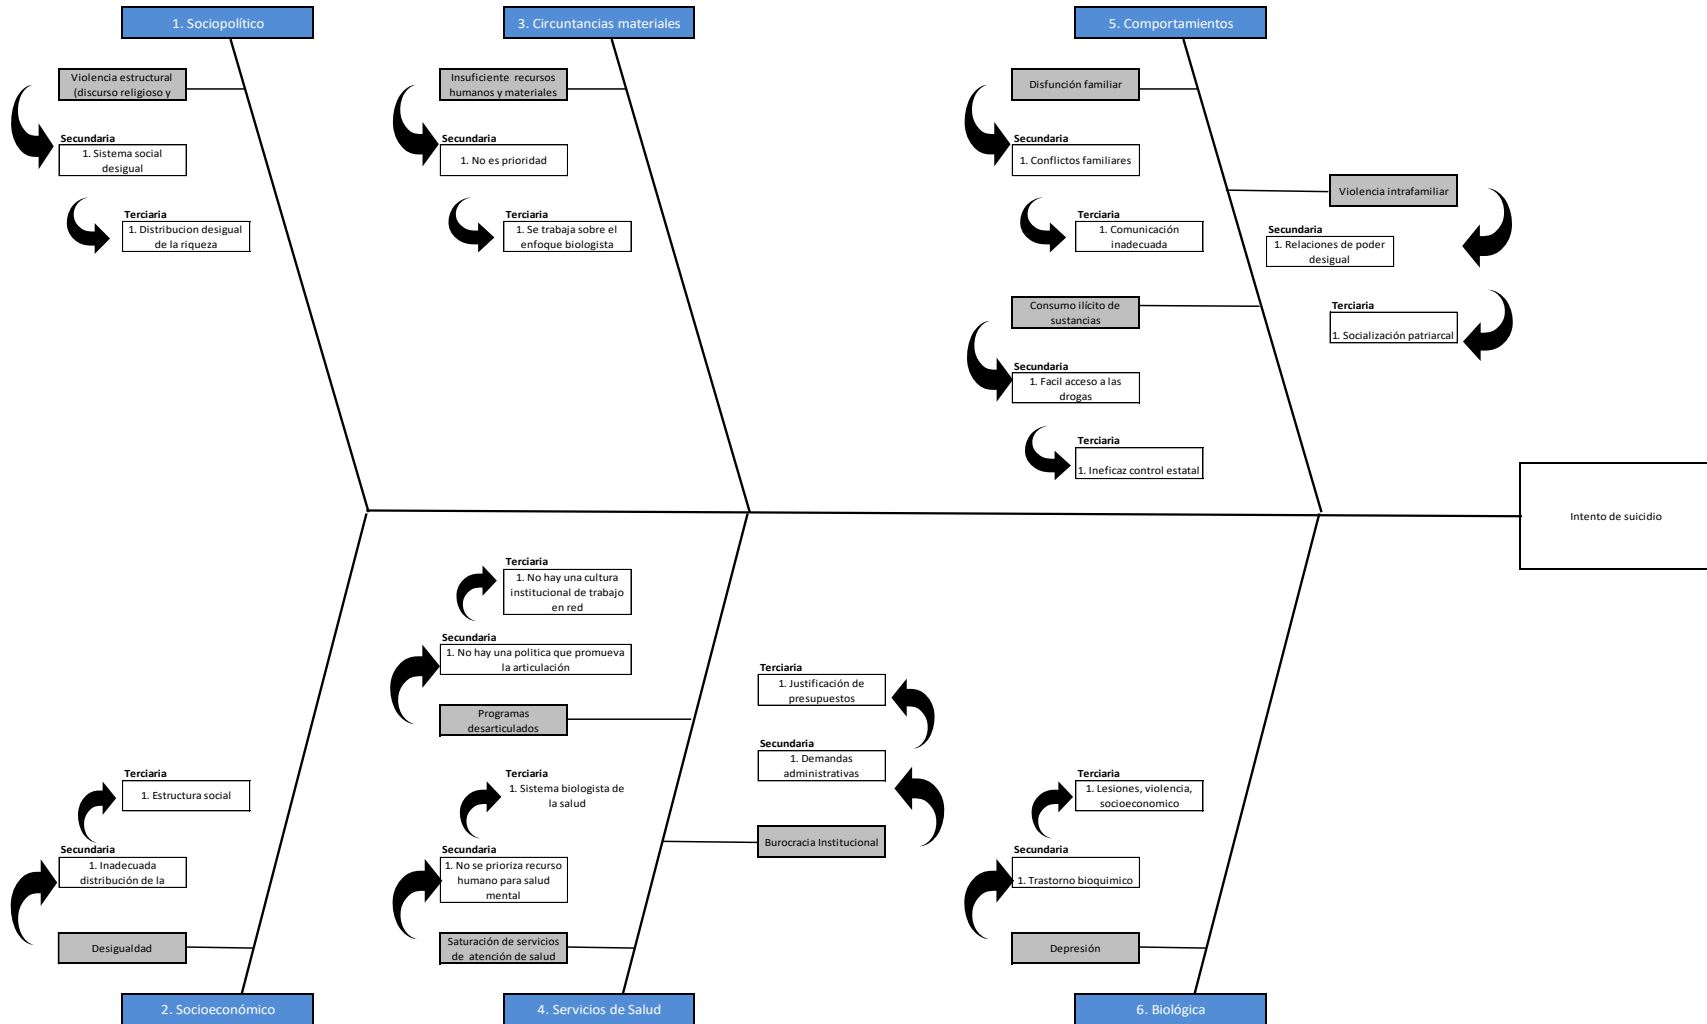 1. Sociopolítico
3. Circuntancias materiales
5. Comportamientos
Violencia estructural
(discurso religioso y
Secundaria
1. Sistema social
desigual
Terciaria
1. Distribucion desigual
de la riqueza
Insuficiente recursos
humanos y materiales
Secundaria
1. No es prioridad
Terciaria
1. Se trabaja sobre el
enfoque biologista
Disfunción familiar
Secundaria
1. Conflictos familiares
Terciaria
1. Comunicación
inadecuada
Violencia intrafamiliar
Secundaria
1. Relaciones de poder
desigual
Terciaria
1. Socialización patriarcal
Consumo ilícito de
sustancias
Secundaria
1. Facil acceso a las
drogas
Terciaria
1. Ineficaz control estatal
Intento de suicidio
Terciaria
1. No hay una cultura
institucional de trabajo
en red
Secundaria
1. No hay una politica que promueva
la articulación
Programas
desarticulados
Terciaria
1. Justificación de
presupuestos
Secundaria
1. Demandas
administrativas
Burocracia Institucional
Terciaria
1. Estructura social
Secundaria
1. Inadecuada
distribución de la
Desigualdad
Terciaria
1. Sistema biologista de
la salud
Secundaria
1. No se prioriza recurso
humano para salud
mental
Saturación de servicios
de atención de salud
Terciaria
1. Lesiones, violencia,
socioeconomico
Secundaria
1. Trastorno bioquimico
Depresión
2. Socioeconómico
4. Servicios de Salud
6. Biológica